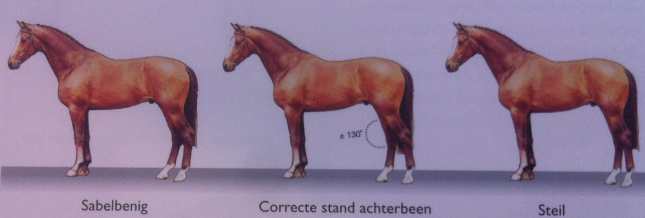 ± 130°
Sabelbenig
Correcte stand achterbeen
Steil